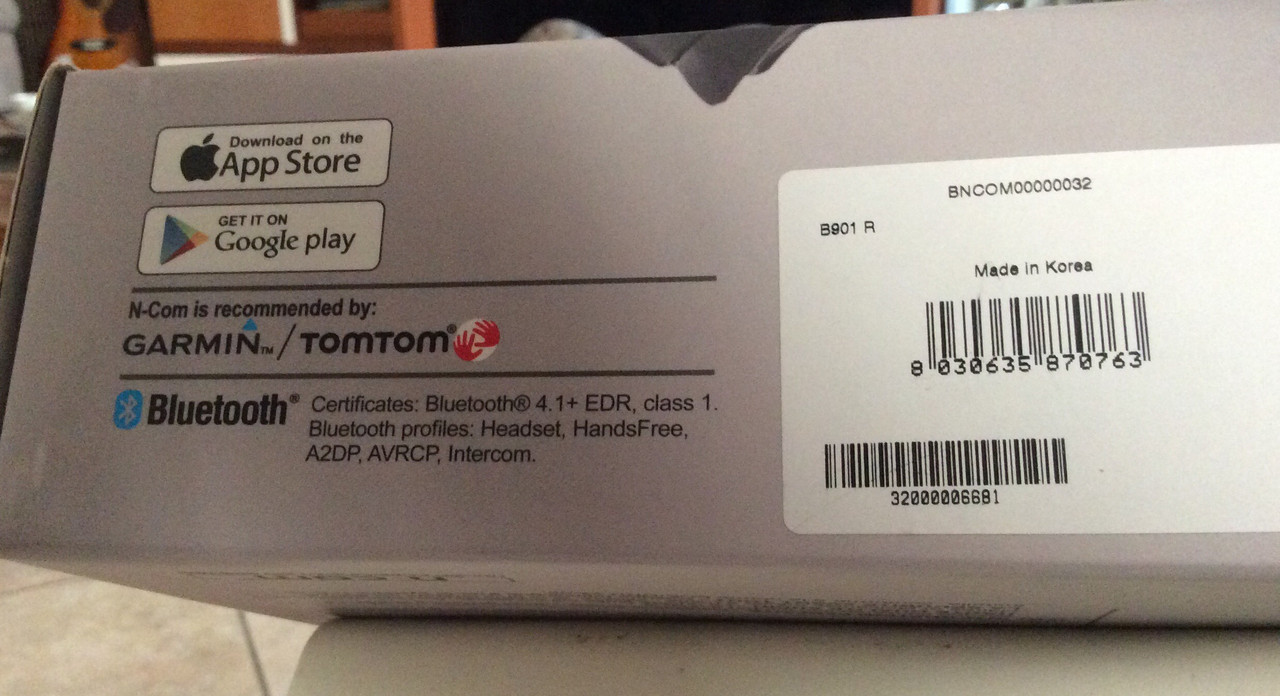 Download on the
App Store
GET IT ON
Google play
N-Com is recommended by:
GARMIN™/TOMTOM®
Bluetooth® Certificates: Bluetooth® 4.1+ EDR, class 1.
Bluetooth profiles: Headset, HandsFree,
A2DP, AVRCP, Intercom.
BNCOM00000032
B901 R
Made in Korea
8 030635 870763
32000006681